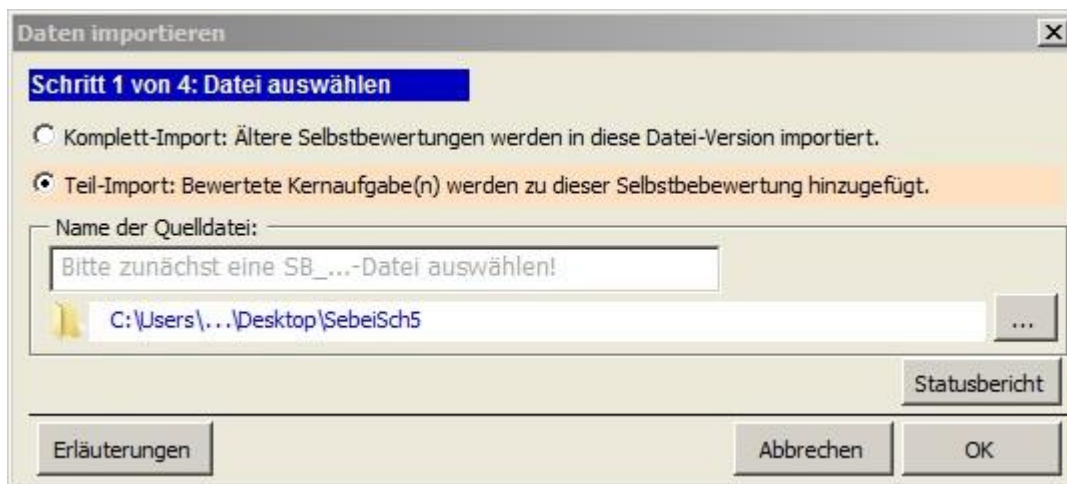 Daten importieren
Schritt 1 von 4: Datei auswählen
Komplett-Import: Ältere Selbstbewertungen werden in diese Datei-Version importiert.
Teil-Import: Bewertete Kernaufgabe(n) werden zu dieser Selbstbebewertung hinzugefügt.
Name der Quelldatei:
Bitte zunächst eine SB_...-Datei auswählen!
C:\Users\...\Desktop\SebeiSch5
...
Statusbericht
Erläuterungen
Abbrechen
OK